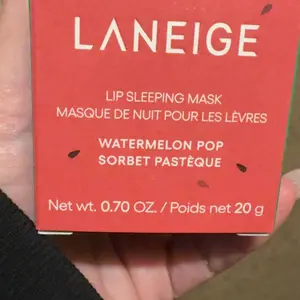 LANEIGE
LIP SLEEPING MASK
MASQUE DE NUIT POUR LES LÈVRES
WATERMELON POP
SORBET PASTÈQUE
Net wt. 0.70 OZ. / Poids net 20 g